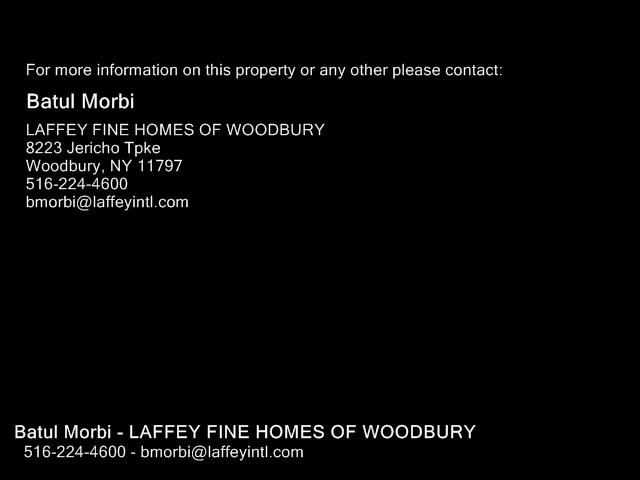 For more information on this property or any other please contact:
Batul Morbi
LAFFEY FINE HOMES OF WOODBURY
8223 Jericho Tpke
Woodbury, NY 11797
516-224-4600
bmorbi@laffeyintl.com
Batul Morbi - LAFFEY FINE HOMES OF WOODBURY
516-224-4600 - bmorbi@laffeyintl.com